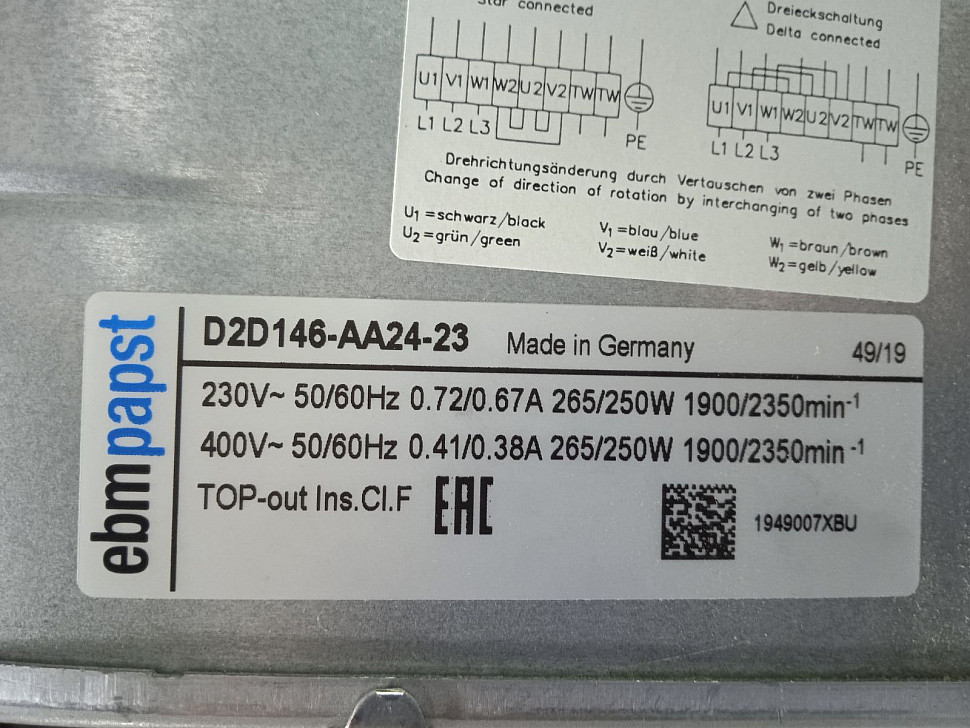 Star connected
U1 V1 W1 W2 U2 V2 TW TW
L1 L2 L3
PE
Dreieckschaltung
Delta connected
U1 V1 W1 W2 U2 V2 TW TW
L1 L2 L3
PE
Drehrichtungsänderung durch Vertauschen von zwei Phasen
Change of direction of rotation by interchanging of two phases
U1 =schwarz/black V1 =blau/blue W1 =braun/brown
U2 =grün/green V2 =weiß/white W2 =gelb/yellow
ebmpapst
D2D146-AA24-23 Made in Germany 49/19
230V~ 50/60Hz 0.72/0.67A 265/250W 1900/2350min-1
400V~ 50/60Hz 0.41/0.38A 265/250W 1900/2350min -1
TOP-out Ins.Cl.F EAC
1949007XBU